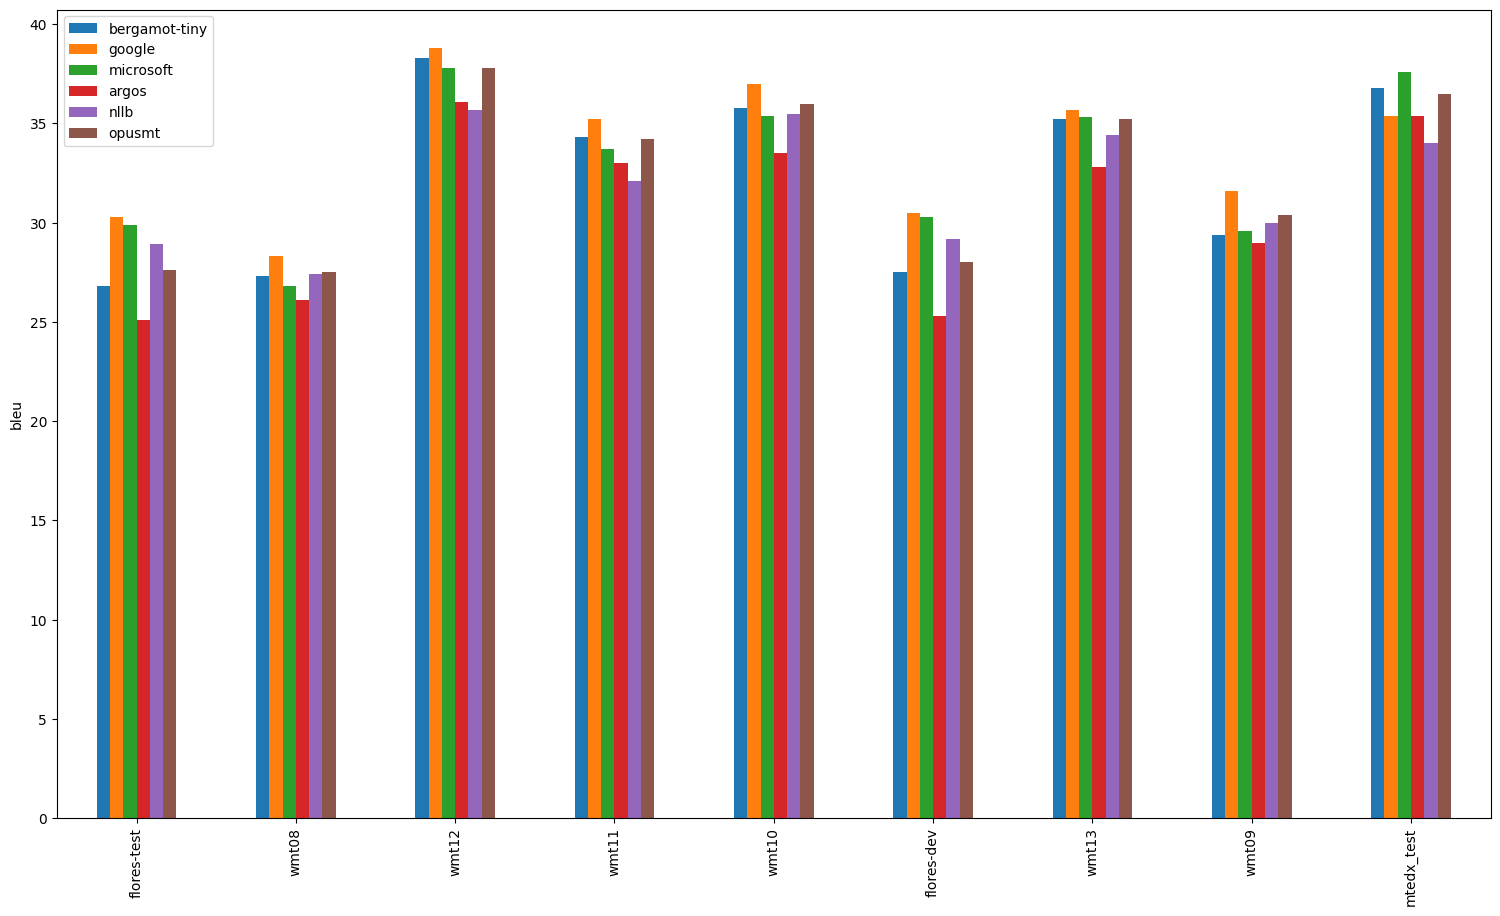 bergamot-tiny
google
microsoft
argos
nllb
opusmt
bleu
40
35
30
25
20
15
10
5
0
flores-test
wmt08
wmt12
wmt11
wmt10
flores-dev
wmt13
wmt09
mtedx_test